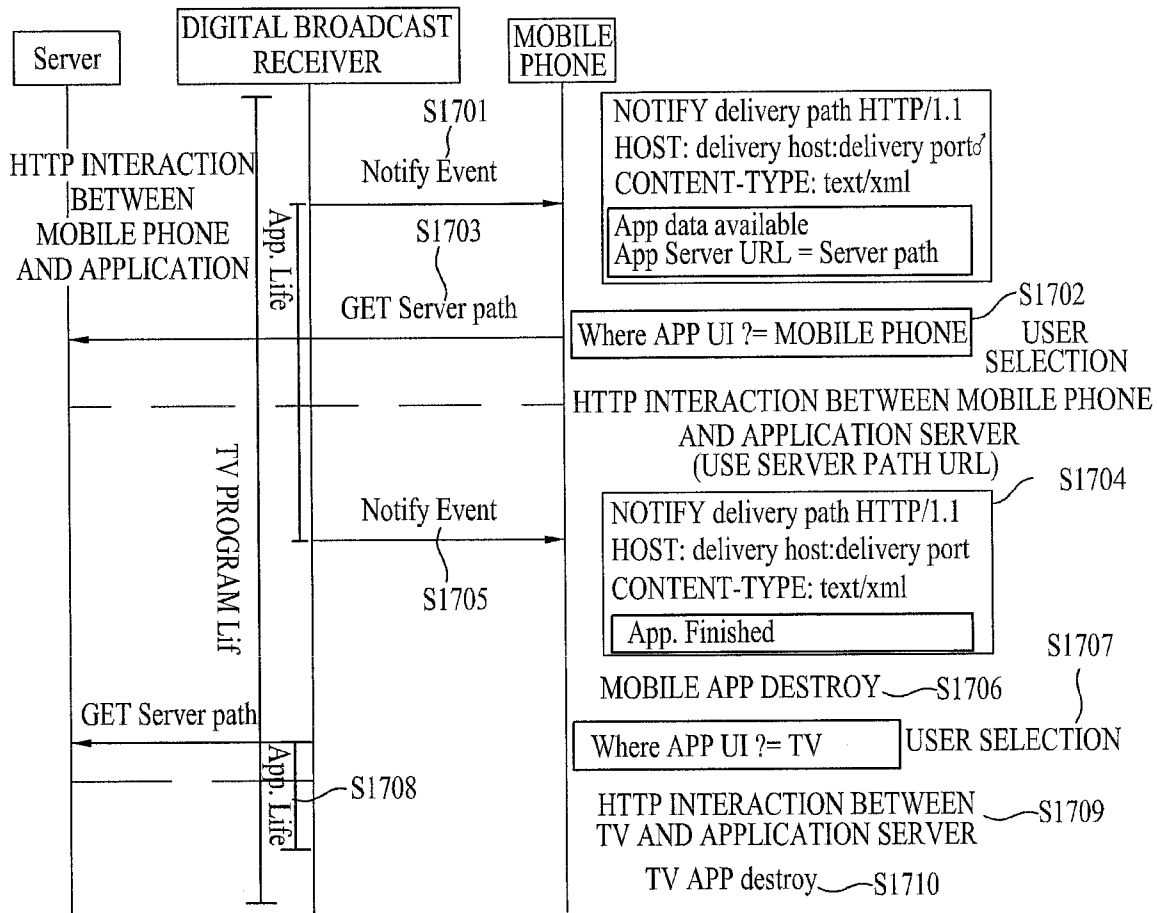 Server
DIGITAL BROADCAST
RECEIVER
MOBILE
PHONE
HTTP INTERACTION
BETWEEN
MOBILE PHONE
AND APPLICATION
S1701
Notify Event
NOTIFY delivery path HTTP/1.1
HOST: delivery host:delivery port♂
CONTENT-TYPE: text/xml
App data available
App Server URL = Server path
App. Life
S1703
GET Server path
S1702
Where APP UI ?= MOBILE PHONE
USER
SELECTION
HTTP INTERACTION BETWEEN MOBILE PHONE
AND APPLICATION SERVER
(USE SERVER PATH URL)
TV PROGRAM Lif
S1704
Notify Event
S1705
NOTIFY delivery path HTTP/1.1
HOST: delivery host:delivery port
CONTENT-TYPE: text/xml
App. Finished
S1707
MOBILE APP DESTROY
S1706
GET Server path
Where APP UI ?= TV
USER SELECTION
App. Life
S1708
HTTP INTERACTION BETWEEN
TV AND APPLICATION SERVER
S1709
TV APP destroy
S1710